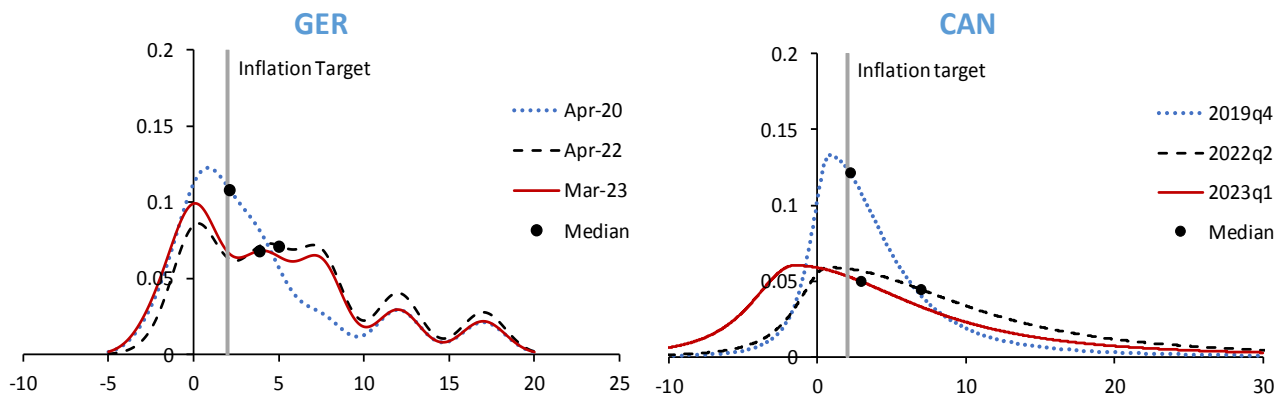 GER
0.2
Inflation Target
0.15
0.1
0.05
0
-10
-5
0
5
10
15
20
25
Apr-20
Apr-22
Mar-23
Median
CAN
0.2
Inflation target
0.15
0.1
0.05
0
-10
0
10
20
30
2019q4
2022q2
2023q1
Median